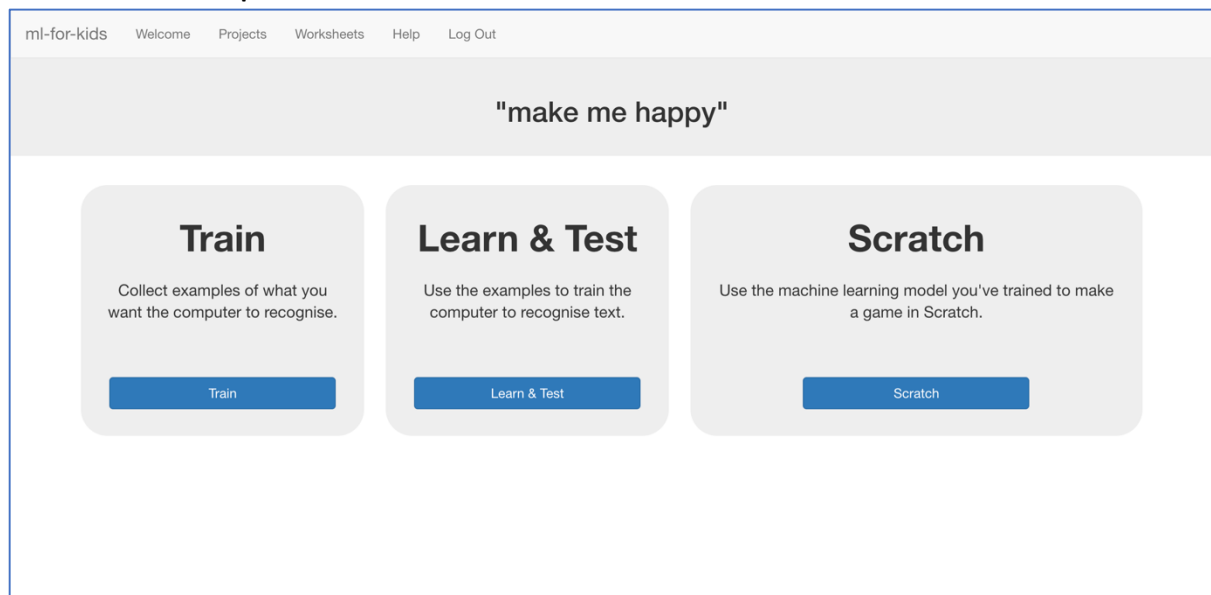 ml-for-kids Welcome Projects Worksheets Help Log Out
"make me happy"
Train
Collect examples of what you
want the computer to recognise.
Train
Learn & Test
Use the examples to train the
computer to recognise text.
Learn & Test
Scratch
Use the machine learning model you've trained to make
a game in Scratch.
Scratch